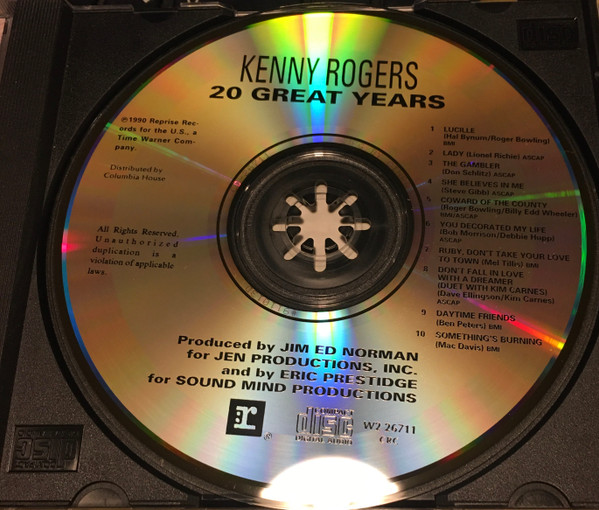 KENNY ROGERS
20 GREAT YEARS
℗1990 Reprise Rec-
ords for the U.S., a
Time Warner Com-
pany
Distributed by
Columbia House
All Rights Reserved.
Unauthorized
duplication is a
violation of applicable
laws.
1 LUCILLE
(Hal Bynum/Roger Bowling)
BMI
2 LADY (Lionel Richie) ASCAP
3 THE GAMBLER
(Don Schlitz) ASCAP
4 SHE BELIEVES IN ME
(Steve Gibb) ASCAP
5 COWARD OF THE COUNTY
(Roger Bowling/Billy Edd Wheeler)
BMI/ASCAP
6 YOU DECORATED MY LIFE
(Bob Morrison/Debbie Hupp)
ASCAP
7 RUBY, DON'T TAKE YOUR LOVE
TO TOWN (Mel Tillis) BMI
8 DON'T FALL IN LOVE
WITH A DREAMER
(DUET WITH KIM CARNES)
(Dave Ellingson/Kim Carnes)
ASCAP
9 DAYTIME FRIENDS
(Ben Peters) BMI
10 SOMETHING'S BURNING
(Mac Davis) BMI
Produced by JIM ED NORMAN
for JEN PRODUCTIONS, INC.
and by ERIC PRESTIDGE
for SOUND MIND PRODUCTIONS
r
®
COMPACT
disc
DIGITAL AUDIO
W2 26711
CRC